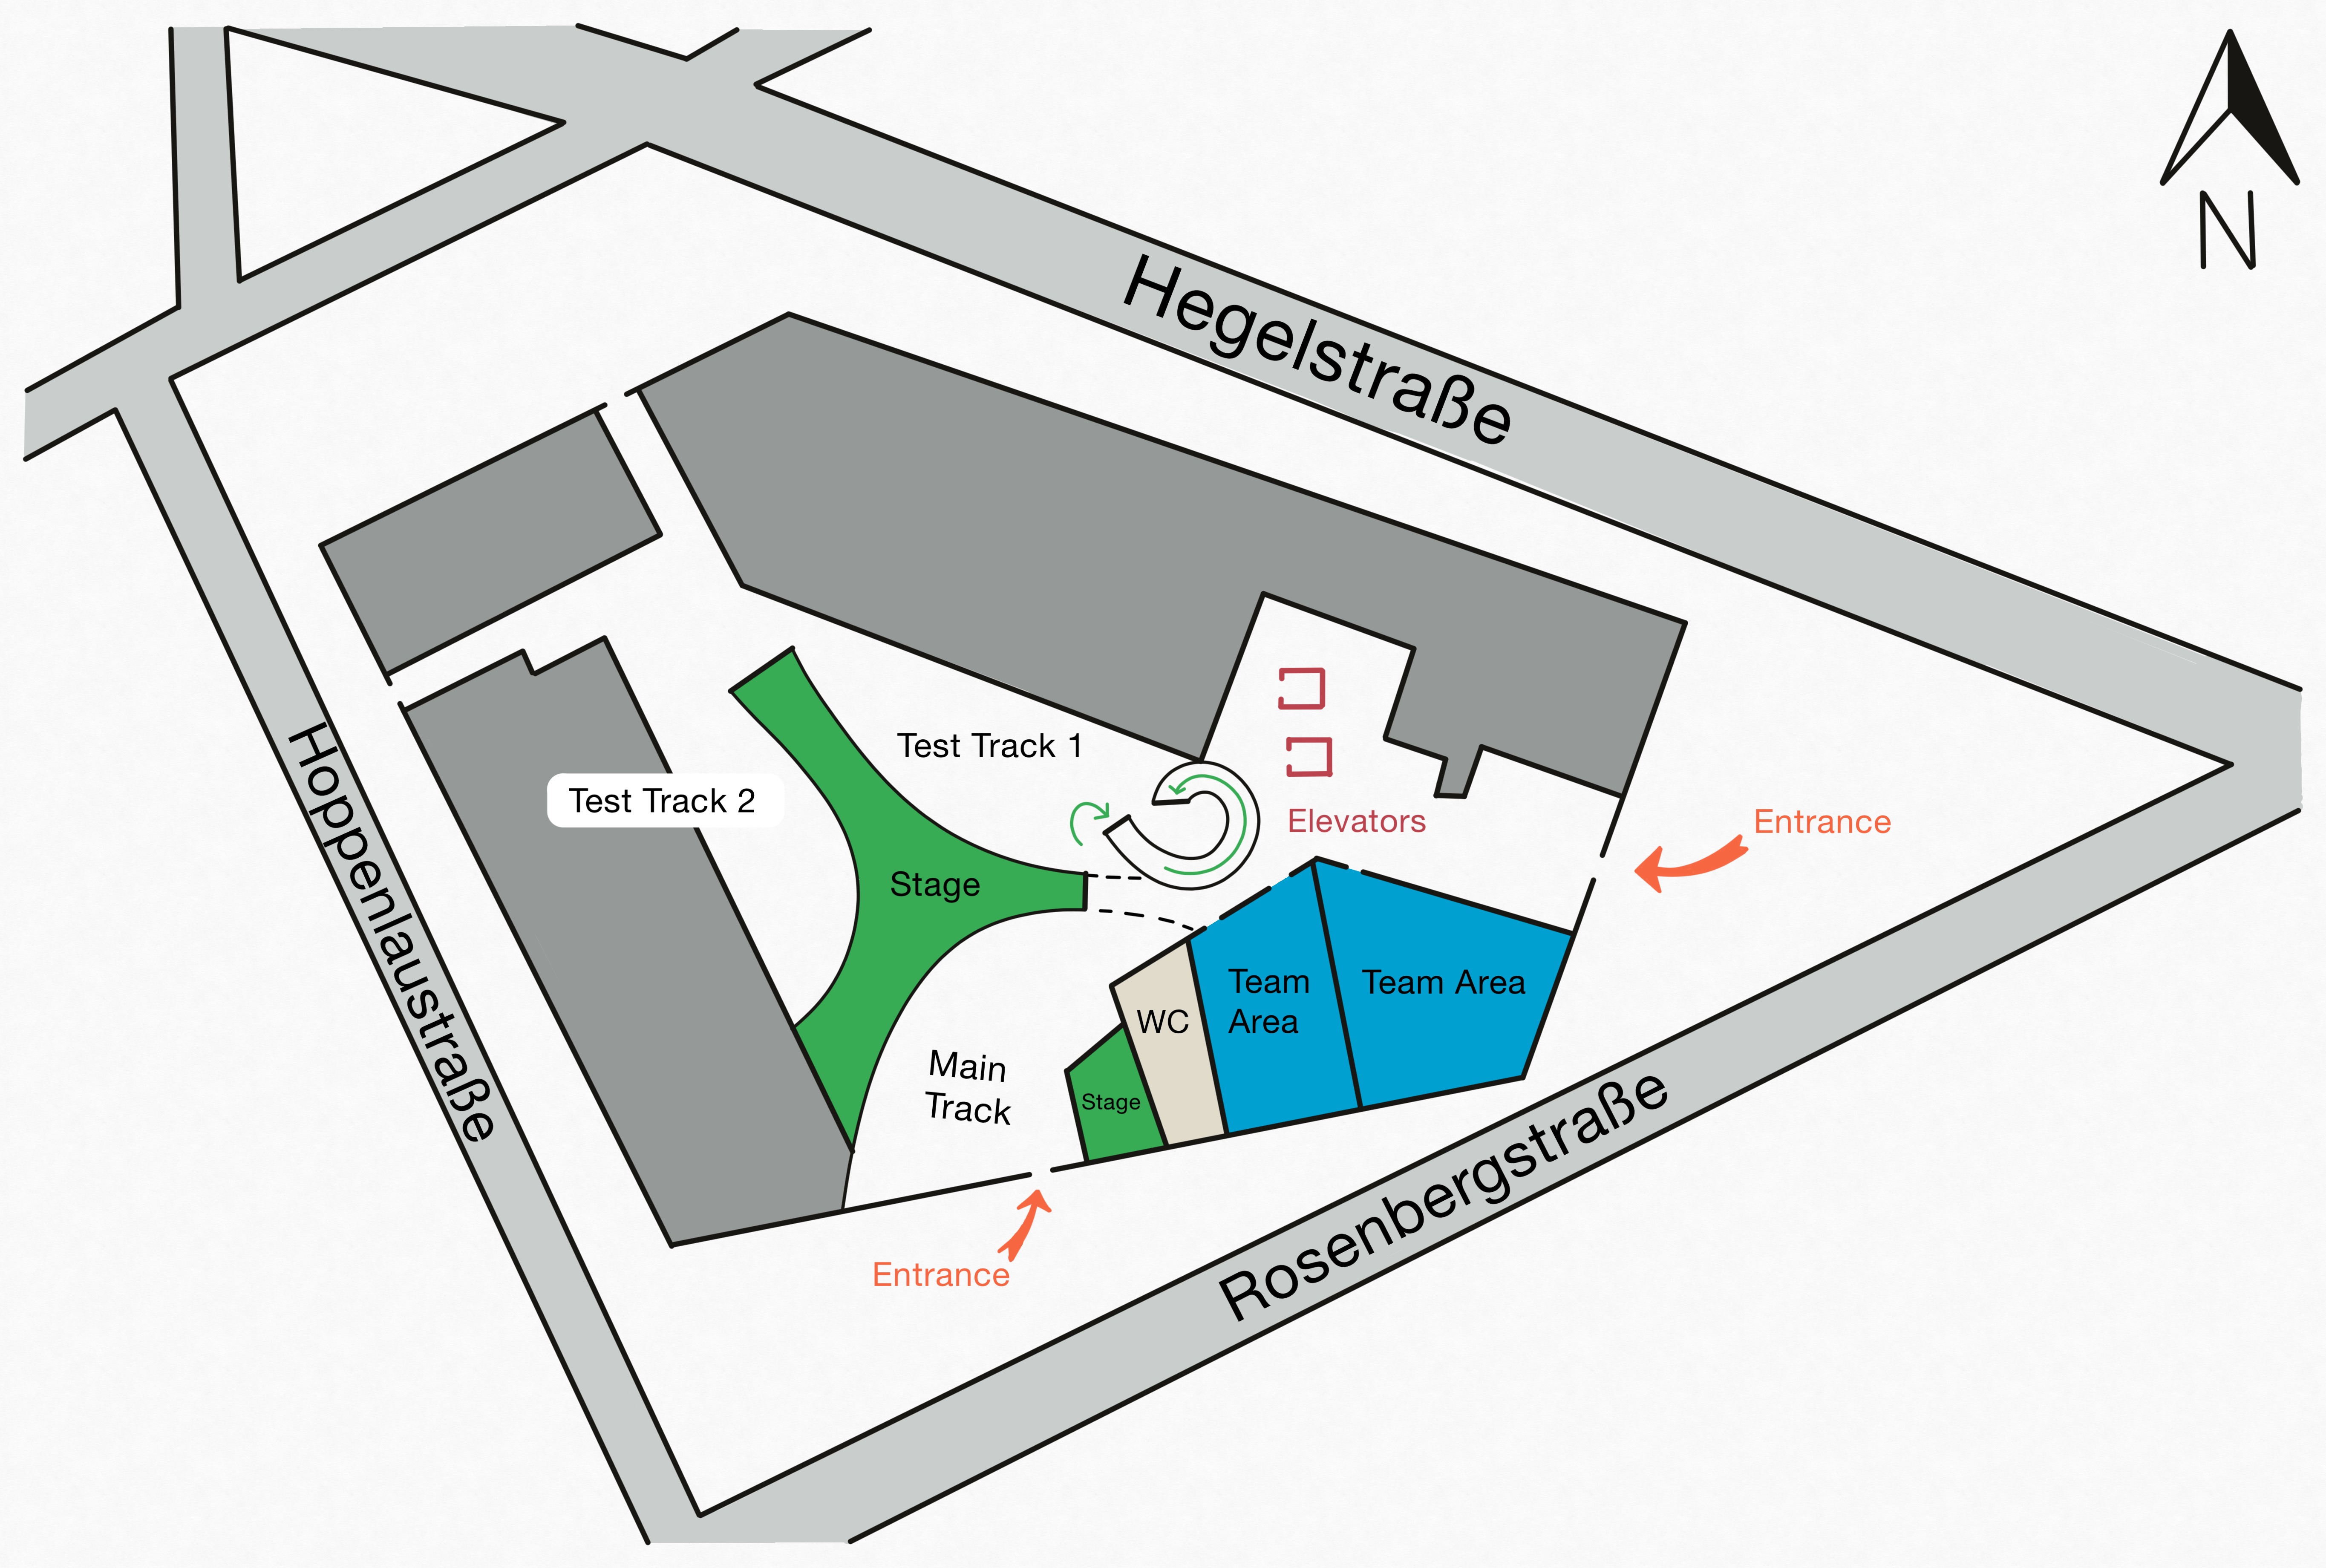 N
Hegelstraße
Test Track 1
Test Track 2
Elevators
Entrance
Hoppenlaustraße
Stage
Team
Area
Team Area
WC
Main
Track
Stage
Rosenbergstraße
Entrance